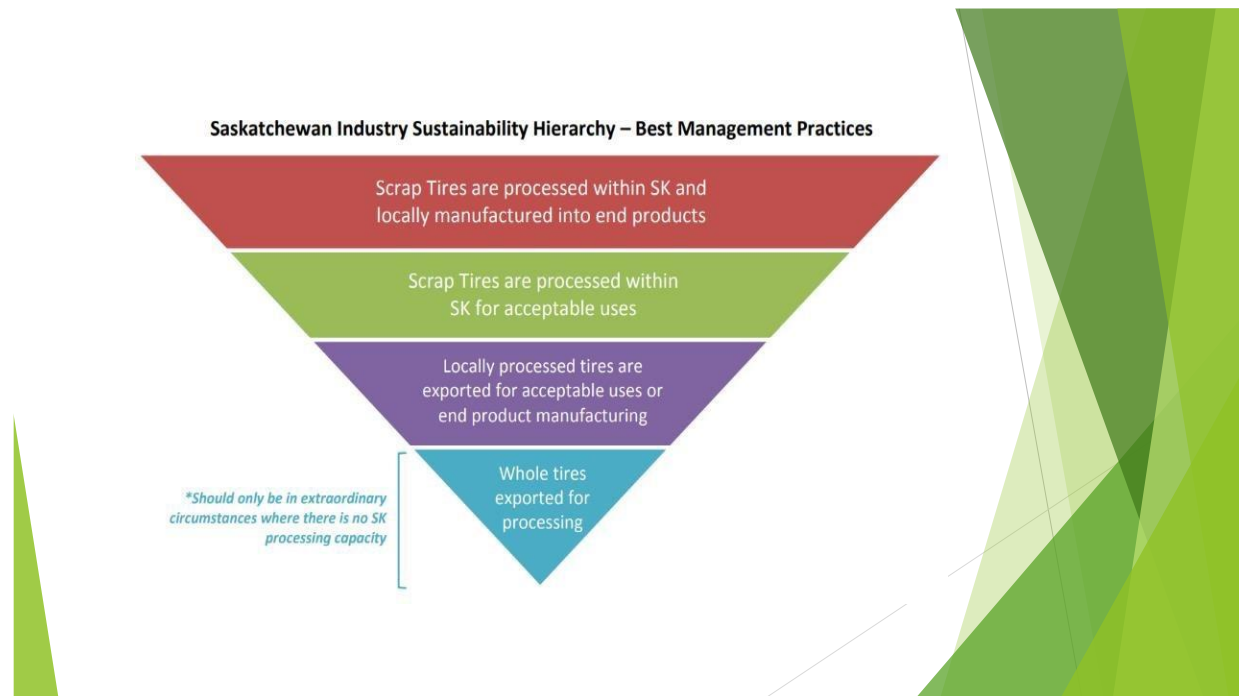 Saskatchewan Industry Sustainability Hierarchy – Best Management Practices
Scrap Tires are processed within SK and
locally manufactured into end products
Scrap Tires are processed within
SK for acceptable uses
Locally processed tires are
exported for acceptable uses or
end product manufacturing
Whole tires
exported for
processing
*Should only be in extraordinary
circumstances where there is no SK
processing capacity